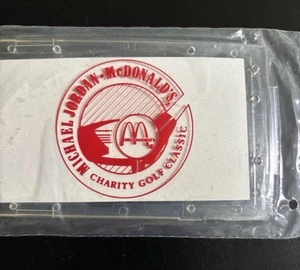 MICHAEL JORDAN-McDONALD'S
CHARITY GOLF CLASSIC